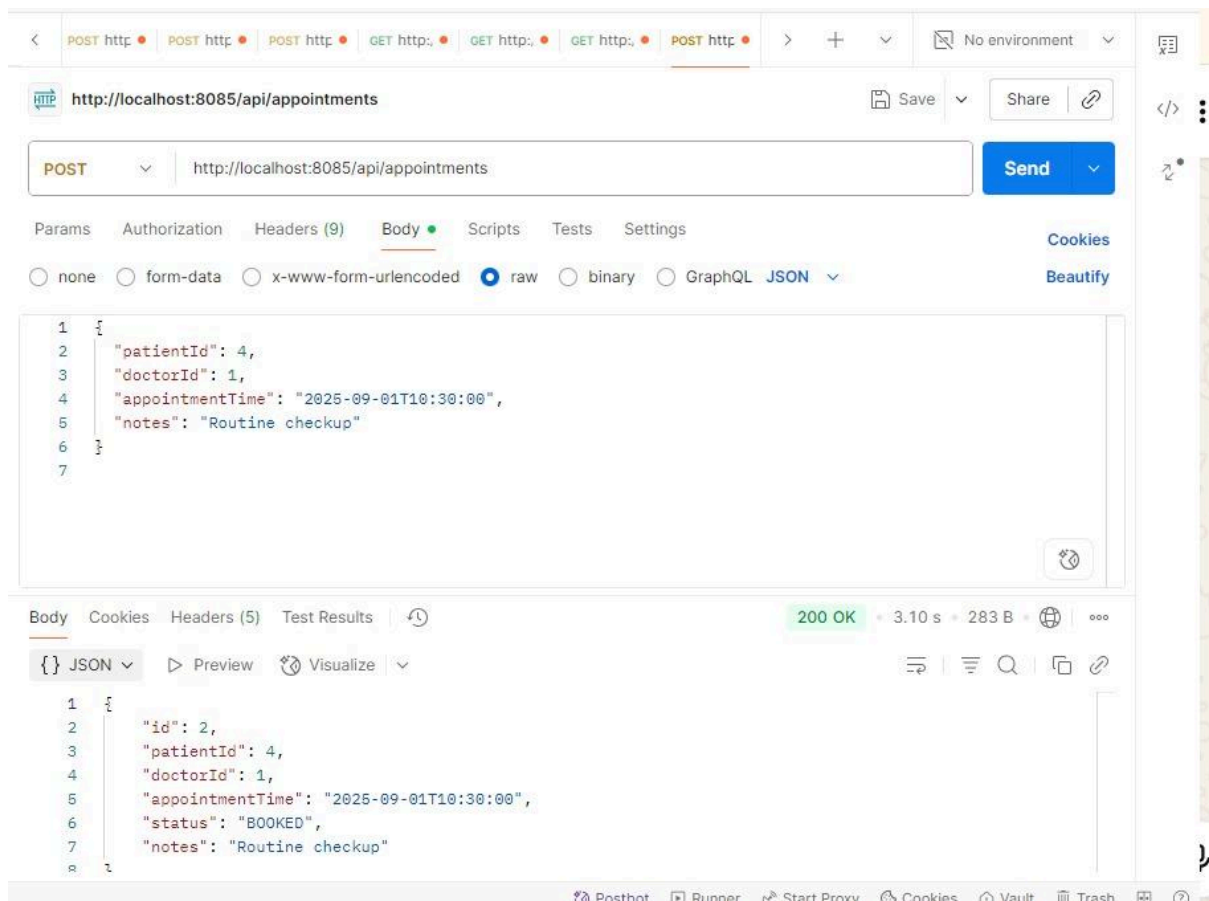 POST http POST http POST http GET http:, GET http:, GET http:, POST http No environment
HTTP http://localhost:8085/api/appointments Save Share
POST http://localhost:8085/api/appointments Send
Params Authorization Headers (9) Body Scripts Tests Settings Cookies
none form-data x-www-form-urlencoded raw binary GraphQL JSON Beautify
1 {
2 "patientId": 4,
3 "doctorId": 1,
4 "appointmentTime": "2025-09-01T10:30:00",
5 "notes": "Routine checkup"
6 }
7
Body Cookies Headers (5) Test Results 200 OK 3.10 s 283 B
{} JSON Preview Visualize
1 {
2 "id": 2,
3 "patientId": 4,
4 "doctorId": 1,
5 "appointmentTime": "2025-09-01T10:30:00",
6 "status": "BOOKED",
7 "notes": "Routine checkup"
8 }
Postbot Runner Start Proxy Cookies Vault Trash